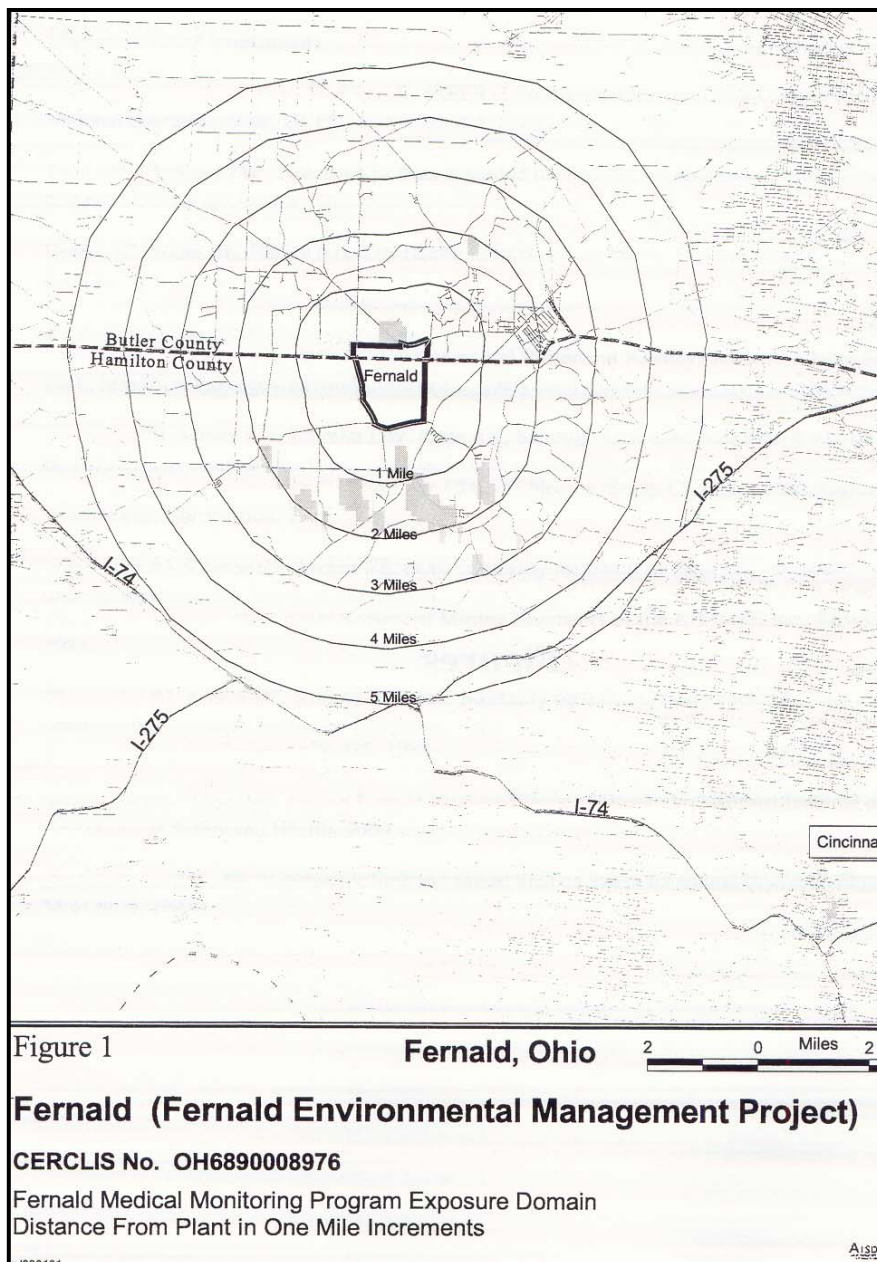 Butler County
Hamilton County
Fernald
1 Mile
2 Miles
3 Miles
4 Miles
5 Miles
I-275
I-74
I-275
I-74
Cincinna
Figure 1
Fernald, Ohio
2 0 Miles 2
Fernald (Fernald Environmental Management Project)
CERCLIS No. OH6890008976
Fernald Medical Monitoring Program Exposure Domain
Distance From Plant in One Mile Increments